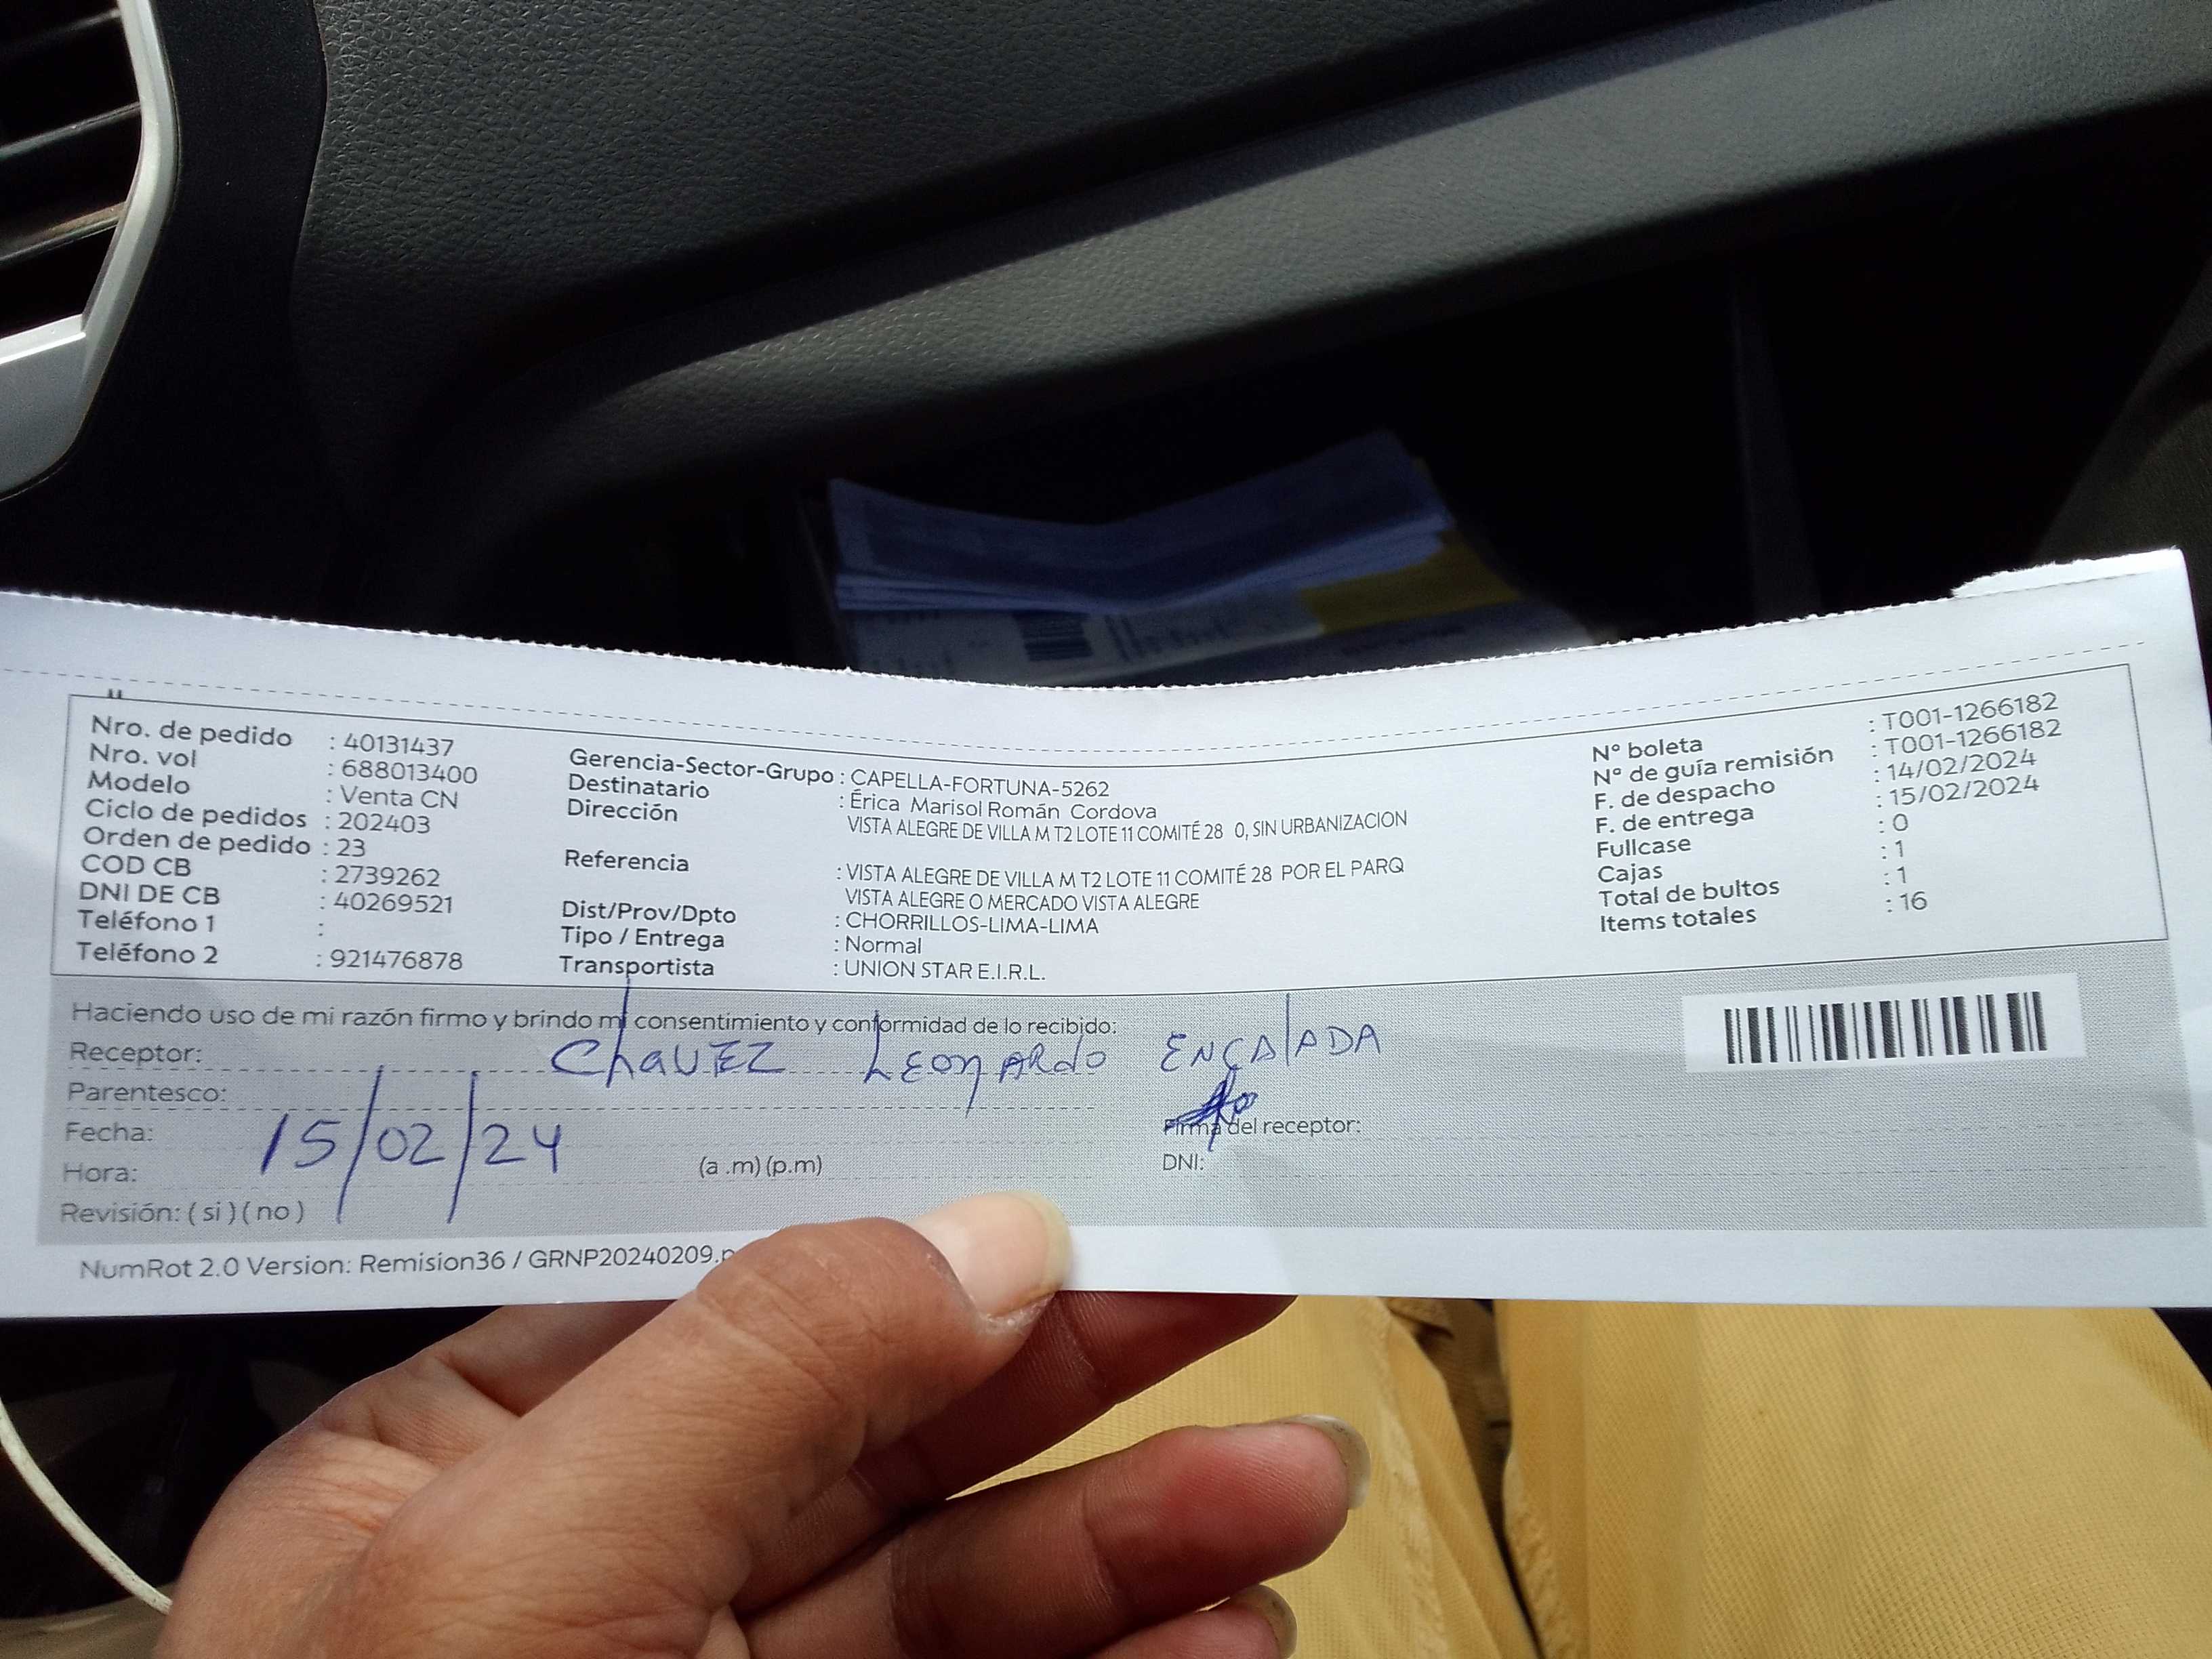 Nro. de pedido : 40131437
Nro. vol : 688013400
Modelo : Venta CN
Ciclo de pedidos : 202403
Orden de pedido : 23
COD CB : 2739262
DNI DE CB : 40269521
Teléfono 1 :
Teléfono 2 : 921476878
Gerencia-Sector-Grupo : CAPELLA-FORTUNA-5262
Destinatario : Érica Marisol Román Cordova
Dirección VISTA ALEGRE DE VILLA M T2 LOTE 11 COMITÉ 28 0, SIN URBANIZACION
Referencia : VISTA ALEGRE DE VILLA M T2 LOTE 11 COMITÉ 28 POR EL PARQ
VISTA ALEGRE O MERCADO VISTA ALEGRE
Dist/Prov/Dpto : CHORRILLOS-LIMA-LIMA
Tipo / Entrega : Normal
Transportista : UNION STAR E.I.R.L.
N° boleta : T001-1266182
N° de guía remisión : T001-1266182
F. de despacho : 14/02/2024
F. de entrega : 15/02/2024
Fullcase : 0
Cajas : 1
Total de bultos : 1
Items totales : 16
Haciendo uso de mi razón firmo y brindo mi consentimiento y conformidad de lo recibido:
Receptor: ChaVEZ LEONARdo ENCAlADA
Parentesco:
Fecha: 15/02/24
Firma del receptor:
Hora: (a .m) (p.m)
DNI:
Revisión: ( si ) ( no )
NumRot 2.0 Version: Remision36 / GRNP20240209.p